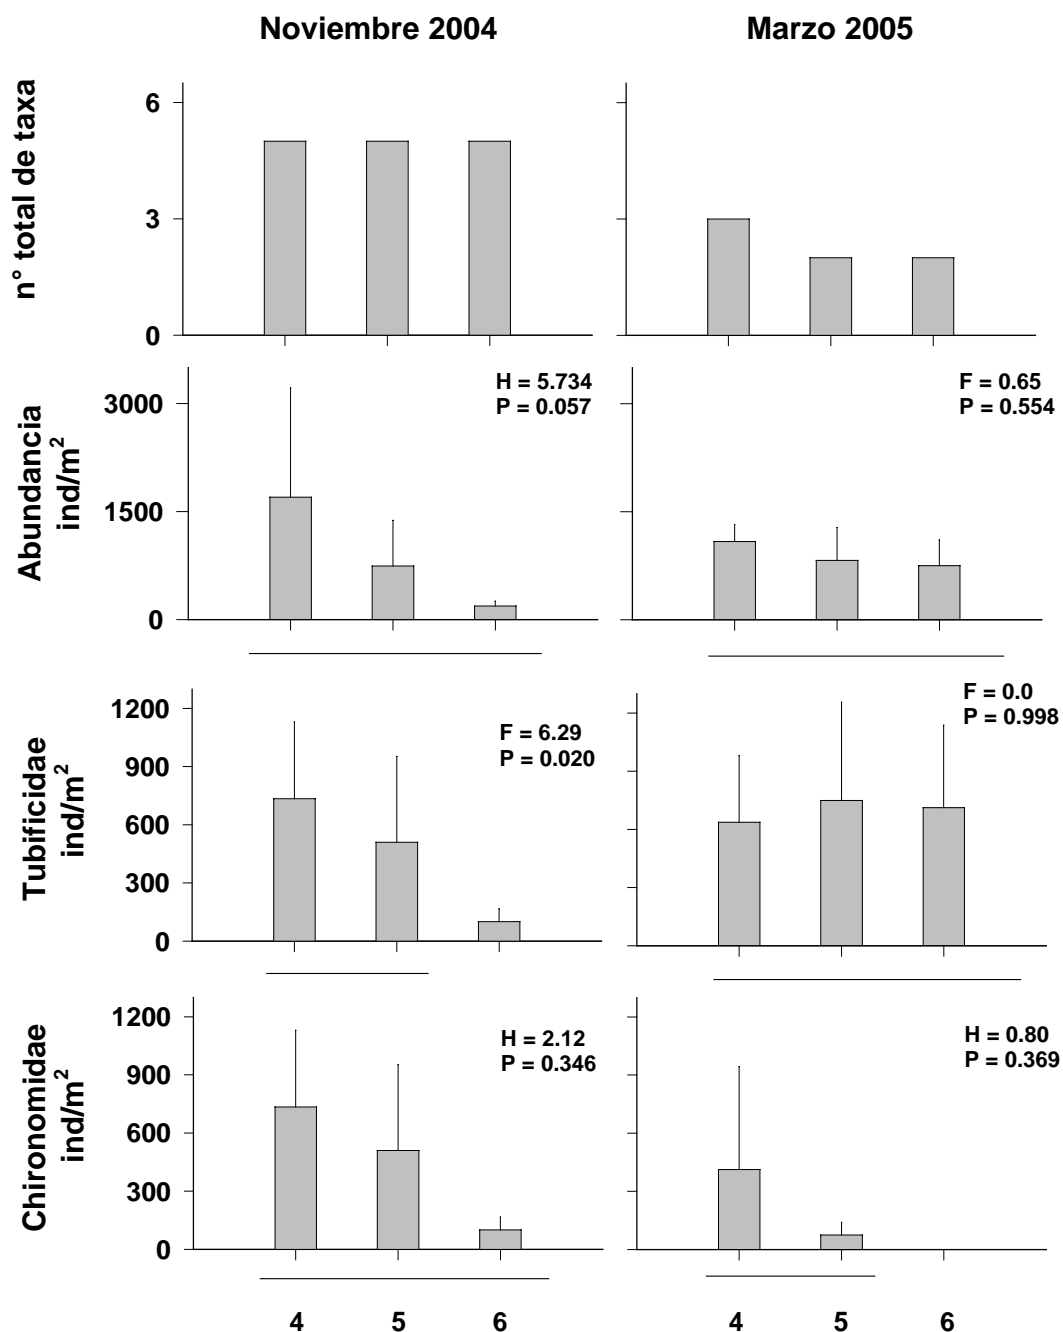 Noviembre 2004
Marzo 2005
n° total de taxa
6
3
0
Abundancia
ind/m²
3000
1500
0
H = 5.734
P = 0.057
F = 0.65
P = 0.554
Tubificidae
ind/m²
1200
900
600
300
0
F = 6.29
P = 0.020
F = 0.0
P = 0.998
Chironomidae
ind/m²
1200
900
600
300
0
H = 2.12
P = 0.346
H = 0.80
P = 0.369
4 5 6
4 5 6